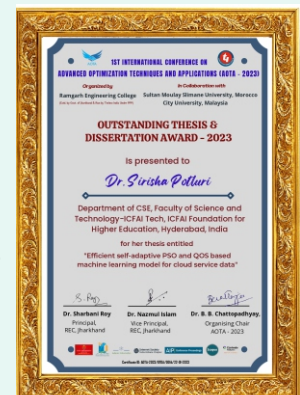 1ST INTERNATIONAL CONFERENCE ON
ADVANCED OPTIMIZATION TECHNIQUES AND APPLICATIONS (AOTA - 2023)
Organized by
In Collaboration with
Ramgarh Engineering College
Sultan Moulay Slimane University, Morocco
City University, Malaysia
OUTSTANDING THESIS &
DISSERTATION AWARD - 2023
Is presented to
Dr. Sirisha Potluri
Department of CSE, Faculty of Science and
Technology-ICFAI Tech, ICFAI Foundation for
Higher Education, Hyderabad, India
for her thesis entitled
"Efficient self-adaptive PSO and QOS based
machine learning model for cloud service data"
Dr. Sharbani Roy
Dr. Nazmul Islam
Dr. B. B. Chattopadhyay,
Principal,
Vice Principal,
Organising Chair
REC, Jharkhand
REC, Jharkhand
AOTA - 2023